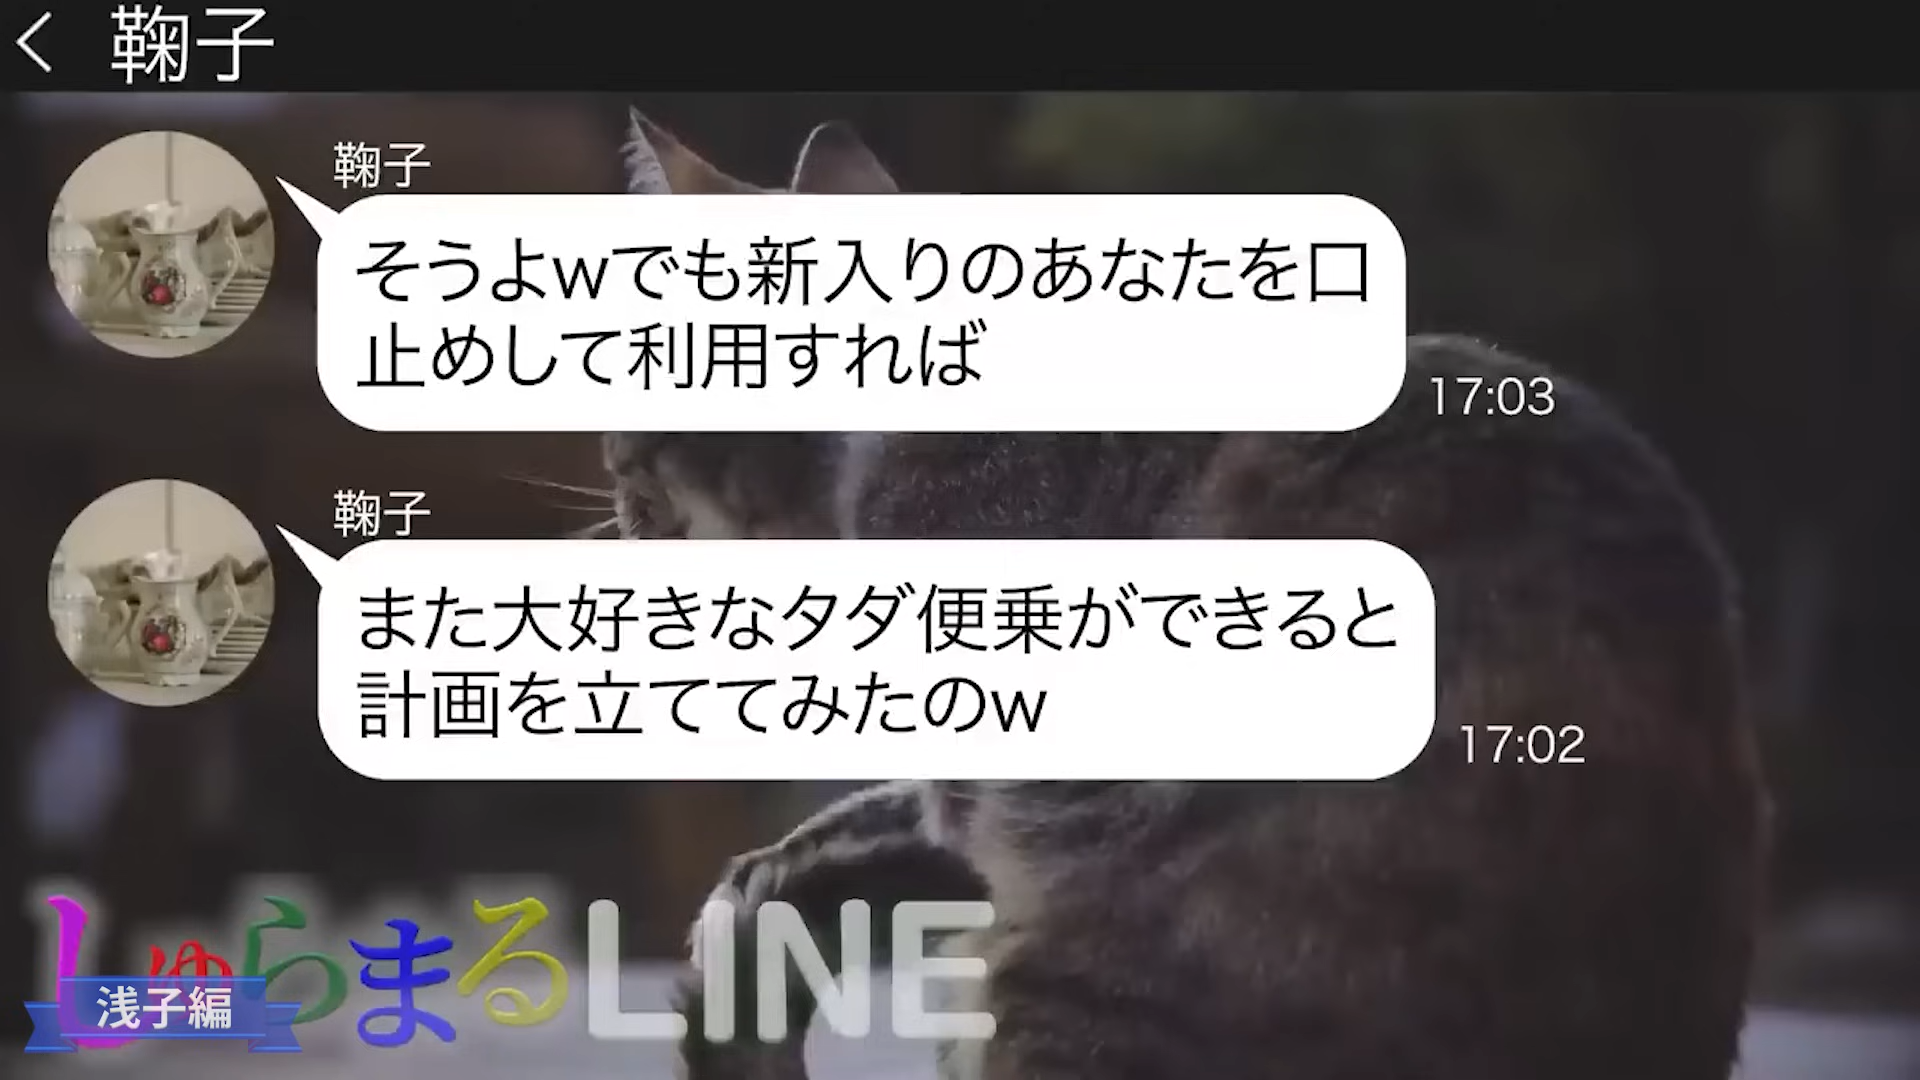 鞠子
鞠子
そうよwでも新入りのあなたを口
止めして利用すれば
17:03
鞠子
また大好きなタダ便乗ができると
計画を立ててみたのw
17:02
しゅらまるLINE
浅子編